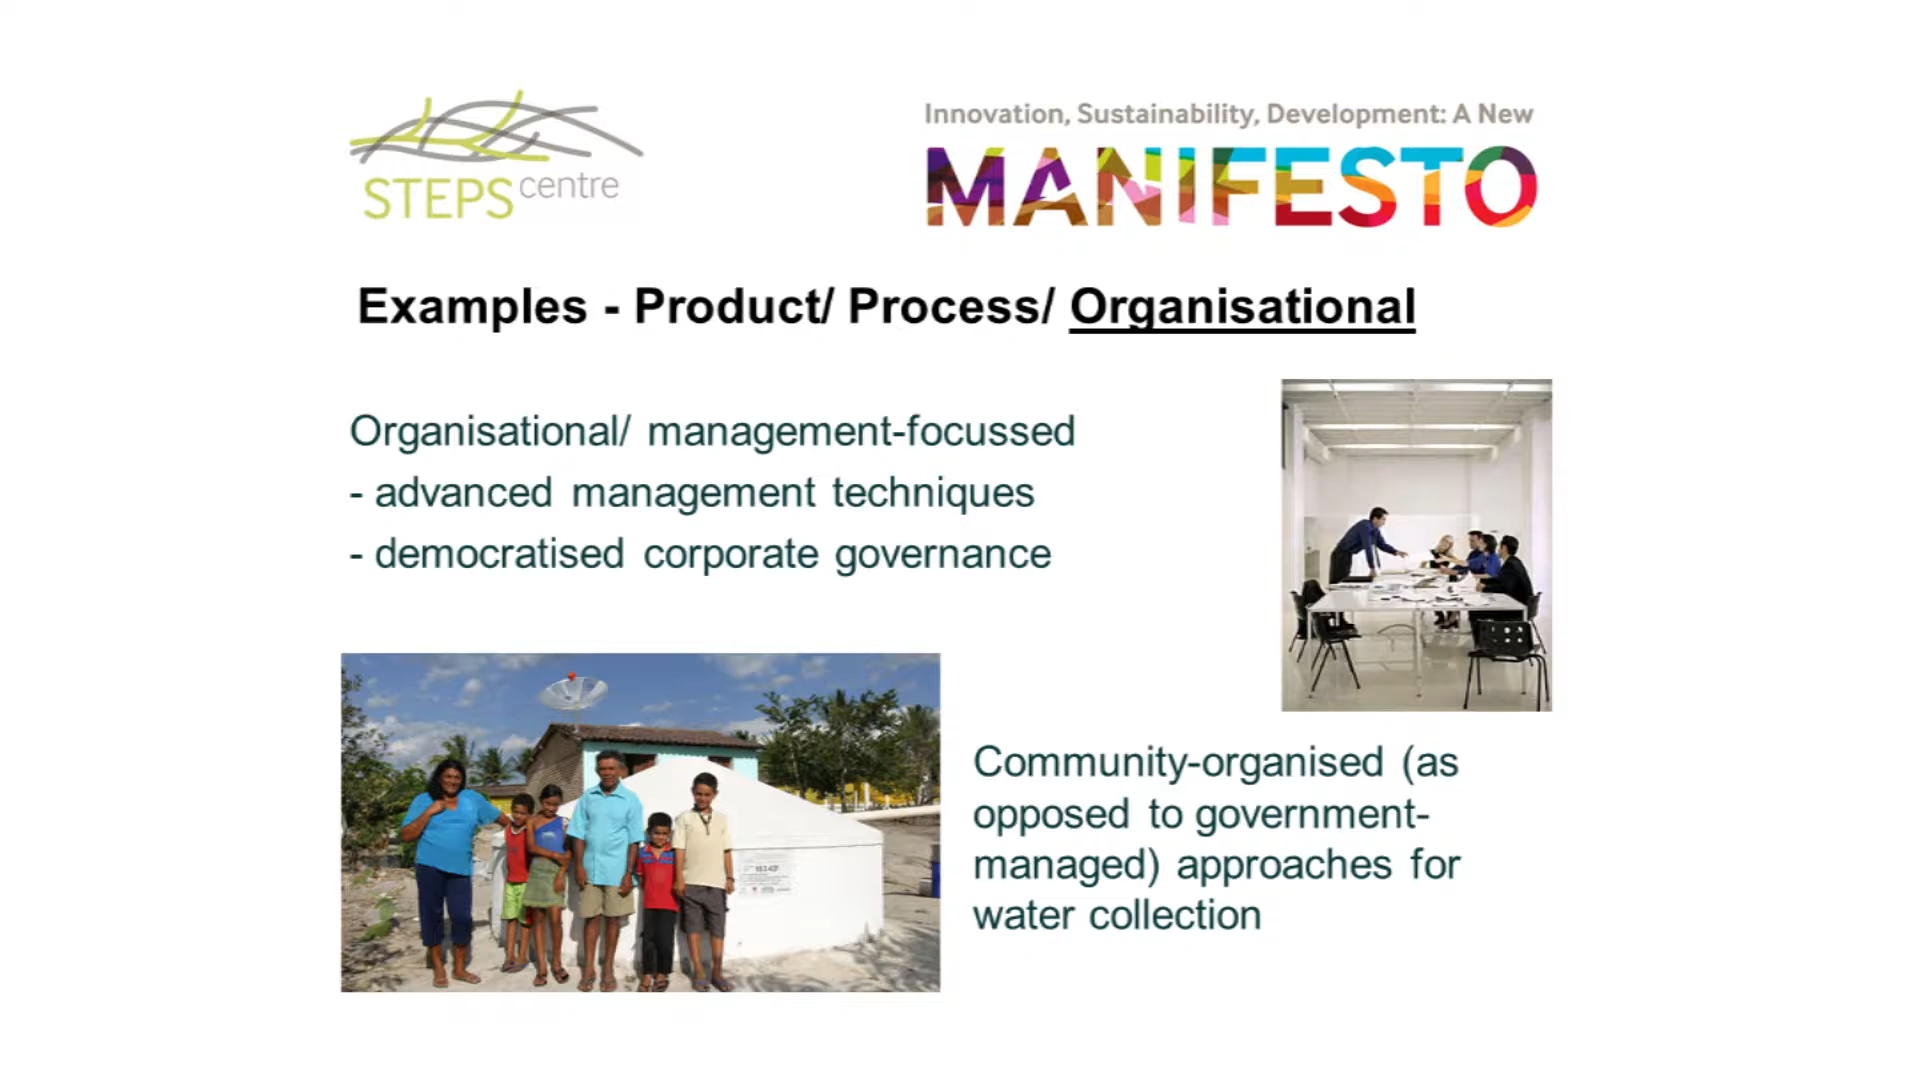 STEPS centre
Innovation, Sustainability, Development: A New
MANIFESTO
Examples - Product/ Process/ Organisational
Organisational/ management-focussed
- advanced management techniques
- democratised corporate governance
Community-organised (as
opposed to government-
managed) approaches for
water collection